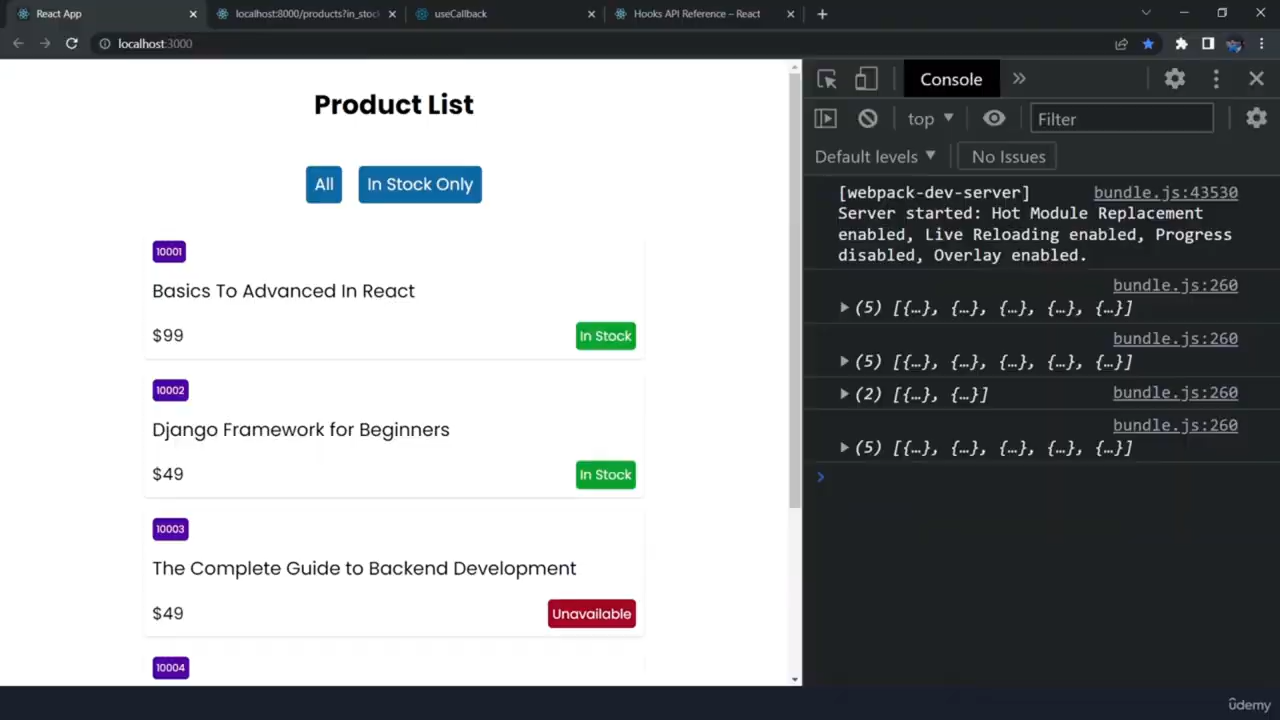 React App
localhost:8000/products?in_stoc
useCallback
Hooks API Reference – React
localhost:3000
Product List
All
In Stock Only
10001
Basics To Advanced In React
$99
In Stock
10002
Django Framework for Beginners
$49
In Stock
10003
The Complete Guide to Backend Development
$49
Unavailable
10004
Console
top
Filter
Default levels
No Issues
[webpack-dev-server] bundle.js:43530
Server started: Hot Module Replacement
enabled, Live Reloading enabled, Progress
disabled, Overlay enabled.
bundle.js:260
(5) [{…}, {…}, {…}, {…}, {…}]
bundle.js:260
(5) [{…}, {…}, {…}, {…}, {…}]
(2) [{…}, {…}] bundle.js:260
bundle.js:260
(5) [{…}, {…}, {…}, {…}, {…}]
ûdemy